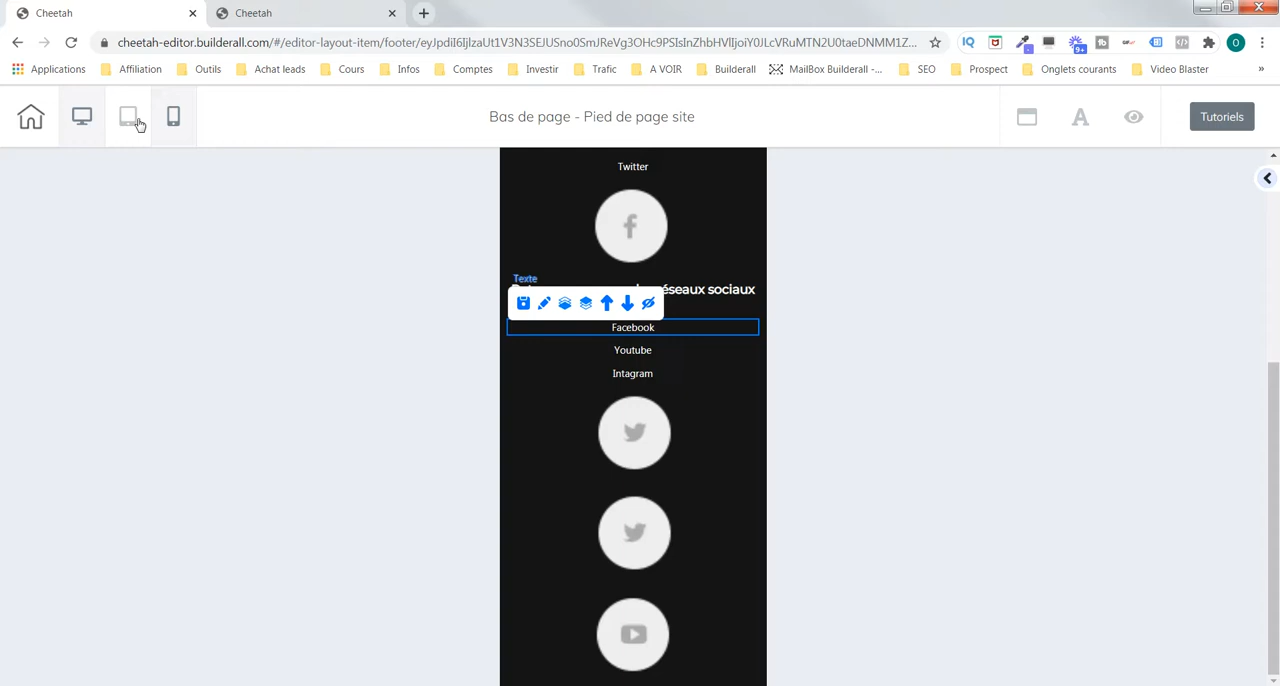 Cheetah
Cheetah
cheetah-editor.builderall.com/#/editor-layout-item/footer/
Applications
Affiliation
Outils
Achat leads
Cours
Infos
Comptes
Investir
Trafic
A VOIR
Builderall
MailBox Builderall -...
SEO
Prospect
Onglets courants
Video Blaster
»
Bas de page - Pied de page site
Tutoriels
Twitter
Texte
réseaux sociaux
Facebook
Youtube
Intagram